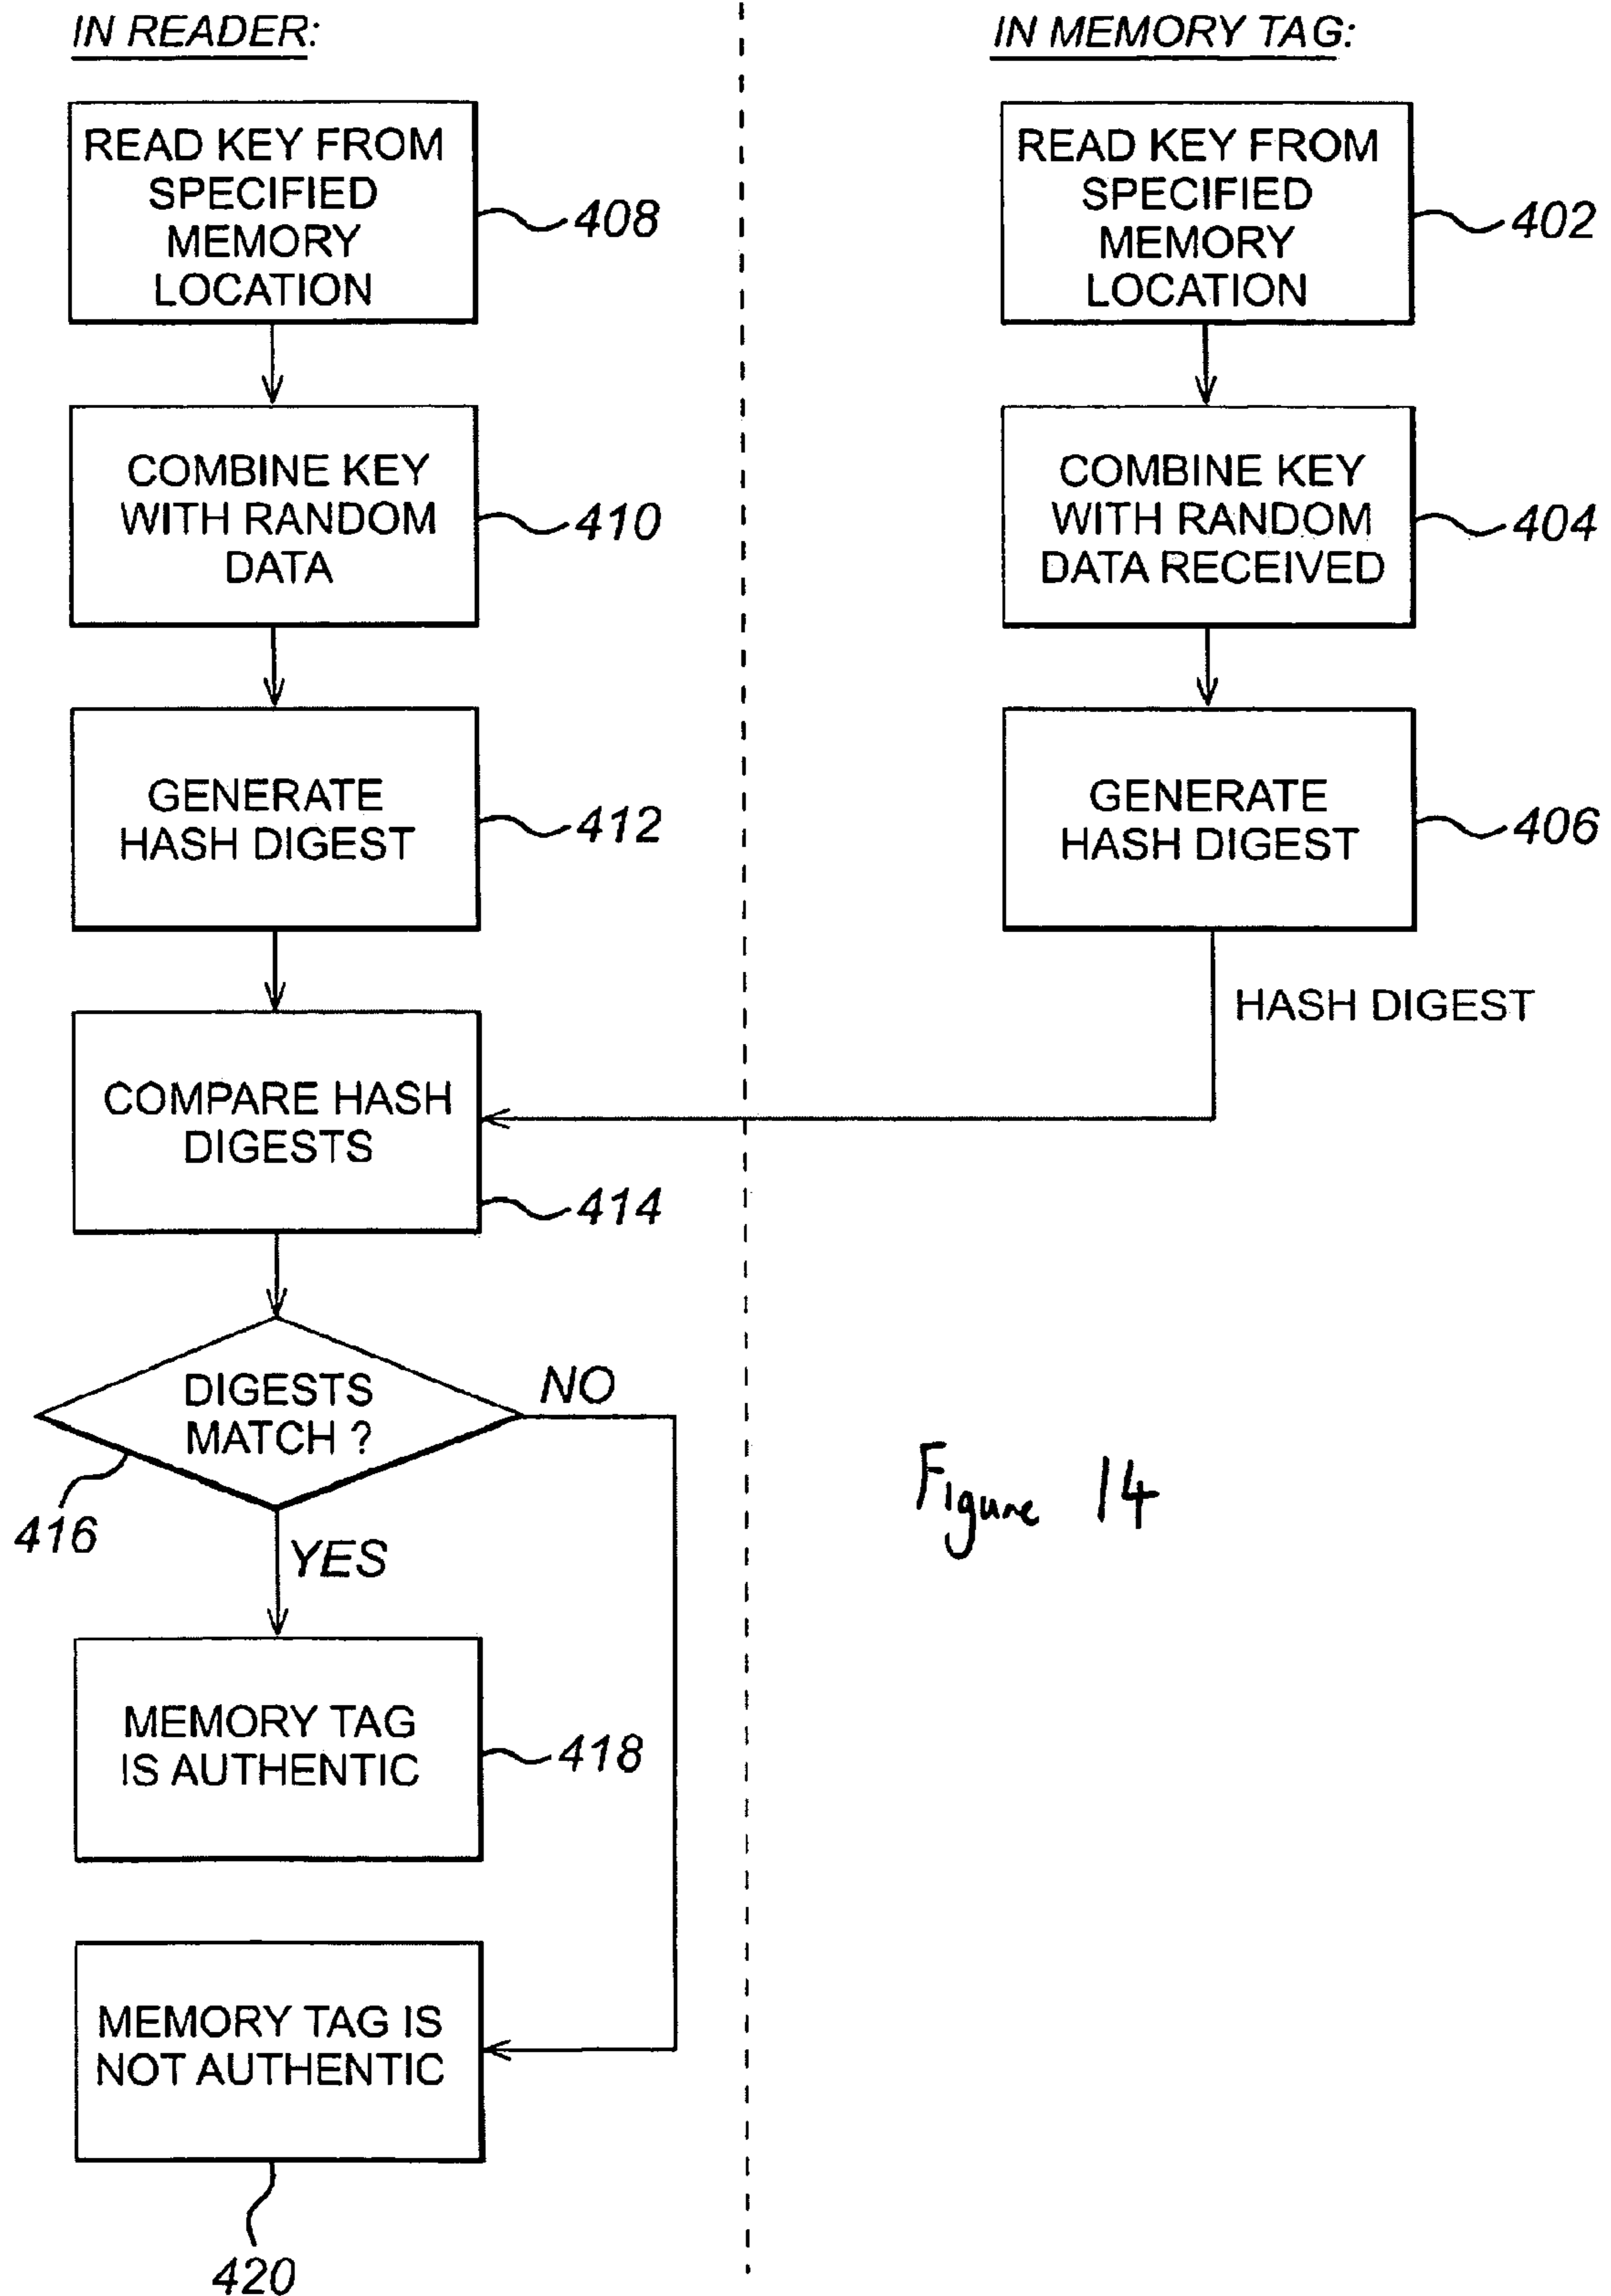 IN READER:
READ KEY FROM
SPECIFIED
MEMORY
LOCATION
408
COMBINE KEY
WITH RANDOM
DATA
410
GENERATE
HASH DIGEST
412
COMPARE HASH
DIGESTS
414
DIGESTS
MATCH ?
NO
416
YES
MEMORY TAG
IS AUTHENTIC
418
MEMORY TAG IS
NOT AUTHENTIC
420
IN MEMORY TAG:
READ KEY FROM
SPECIFIED
MEMORY
LOCATION
402
COMBINE KEY
WITH RANDOM
DATA RECEIVED
404
GENERATE
HASH DIGEST
406
HASH DIGEST
Figure 14